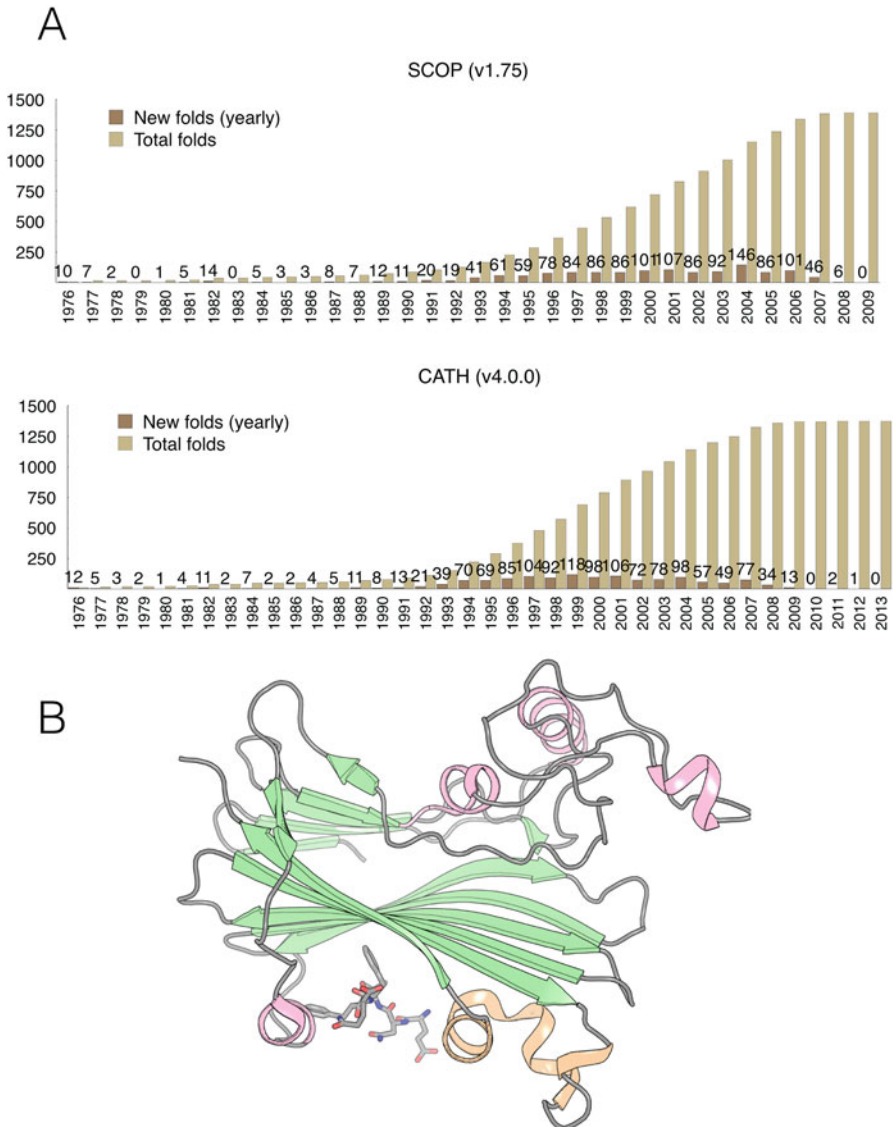 A
SCOP (v1.75)
1500
1250
1000
750
500
250
New folds (yearly)
Total folds
10 7 2 0 1 5 14 0 5 3 3 8 7 12 11 20 19 41 61 59 78 84 86 86 101 107 86 92 146 86 101 46 6 0
1976 1977 1978 1979 1980 1981 1982 1983 1984 1985 1986 1987 1988 1989 1990 1991 1992 1993 1994 1995 1996 1997 1998 1999 2000 2001 2002 2003 2004 2005 2006 2007 2008 2009
CATH (v4.0.0)
1500
1250
1000
750
500
250
New folds (yearly)
Total folds
12 5 3 2 1 4 11 2 7 2 2 4 5 11 8 13 21 39 70 69 85 104 92 118 98 106 72 78 98 57 49 77 34 13 0 2 1 0
1976 1977 1978 1979 1980 1981 1982 1983 1984 1985 1986 1987 1988 1989 1990 1991 1992 1993 1994 1995 1996 1997 1998 1999 2000 2001 2002 2003 2004 2005 2006 2007 2008 2009 2010 2011 2012 2013
B